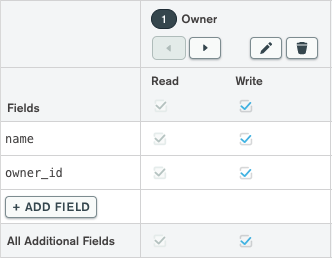 1 Owner
Read Write
Fields
name
owner_id
+ ADD FIELD
All Additional Fields